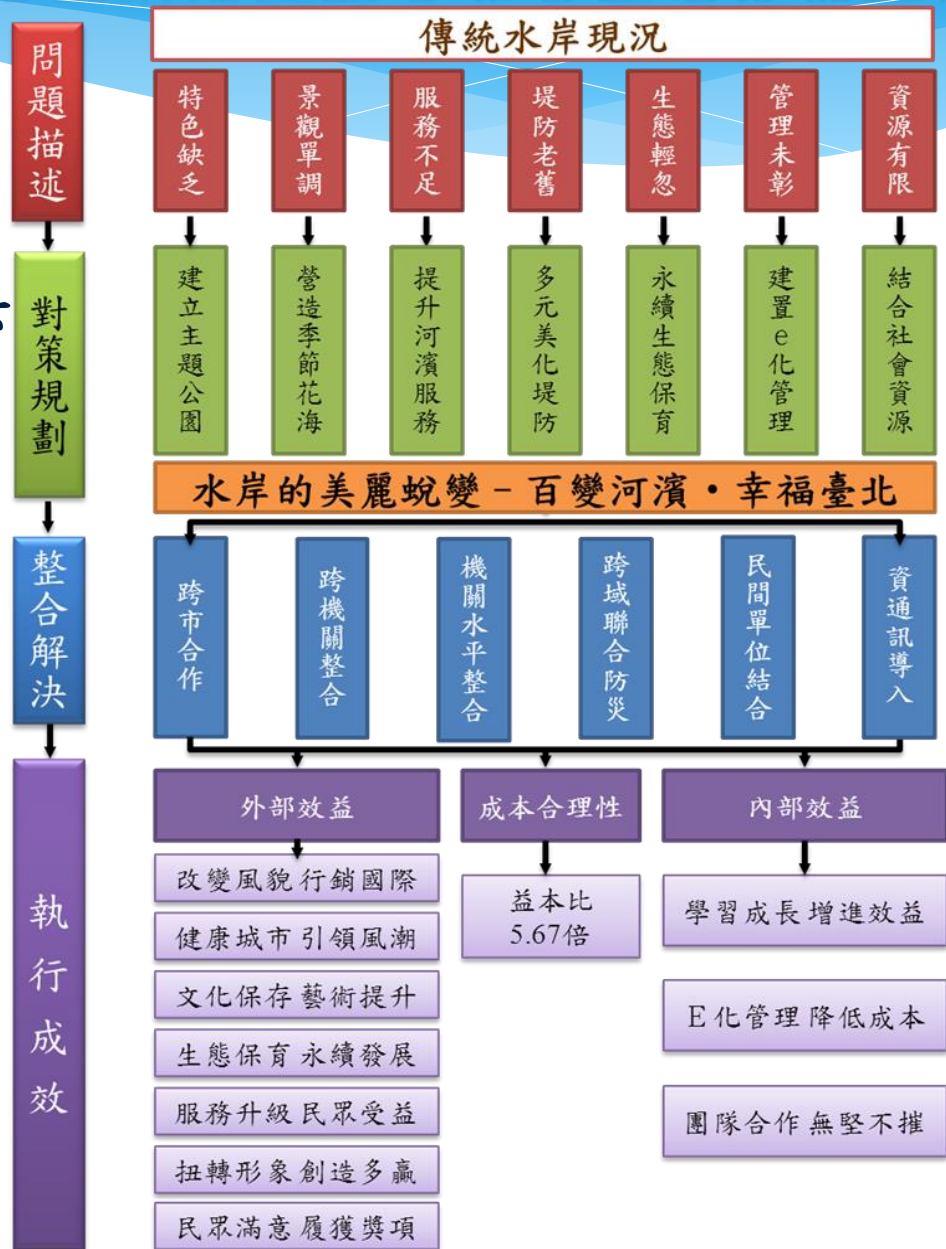 問題描述
傳統水岸現況
特色缺乏
景觀單調
服務不足
堤防老舊
生態輕忽
管理未彰
資源有限
對策規劃
建立主題公園
營造季節花海
提升河濱服務
多元美化堤防
永續生態保育
建置e化管理
結合社會資源
水岸的美麗蛻變–百變河濱•幸福臺北
整合解決
跨市合作
跨機關整合
機關水平整合
跨域聯合防災
民間單位結合
資通訊導入
執行成效
外部效益
改變風貌 行銷國際
健康城市 引領風潮
文化保存 藝術提升
生態保育 永續發展
服務升級 民眾受益
扭轉形象 創造多贏
民眾滿意 履獲獎項
成本合理性
益本比
5.67倍
內部效益
學習成長 增進效益
E化管理 降低成本
團隊合作 無堅不摧